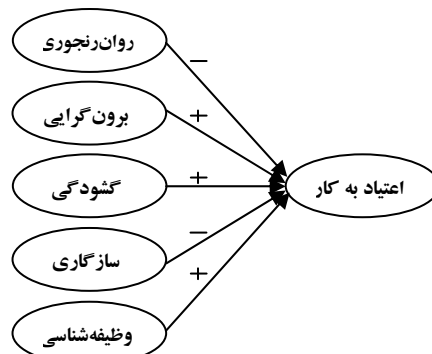 روان‌رنجوری
–
برون‌گرایی
+
گشودگی
+
اعتیاد به کار
سازگاری
–
وظیفه‌شناسی
+